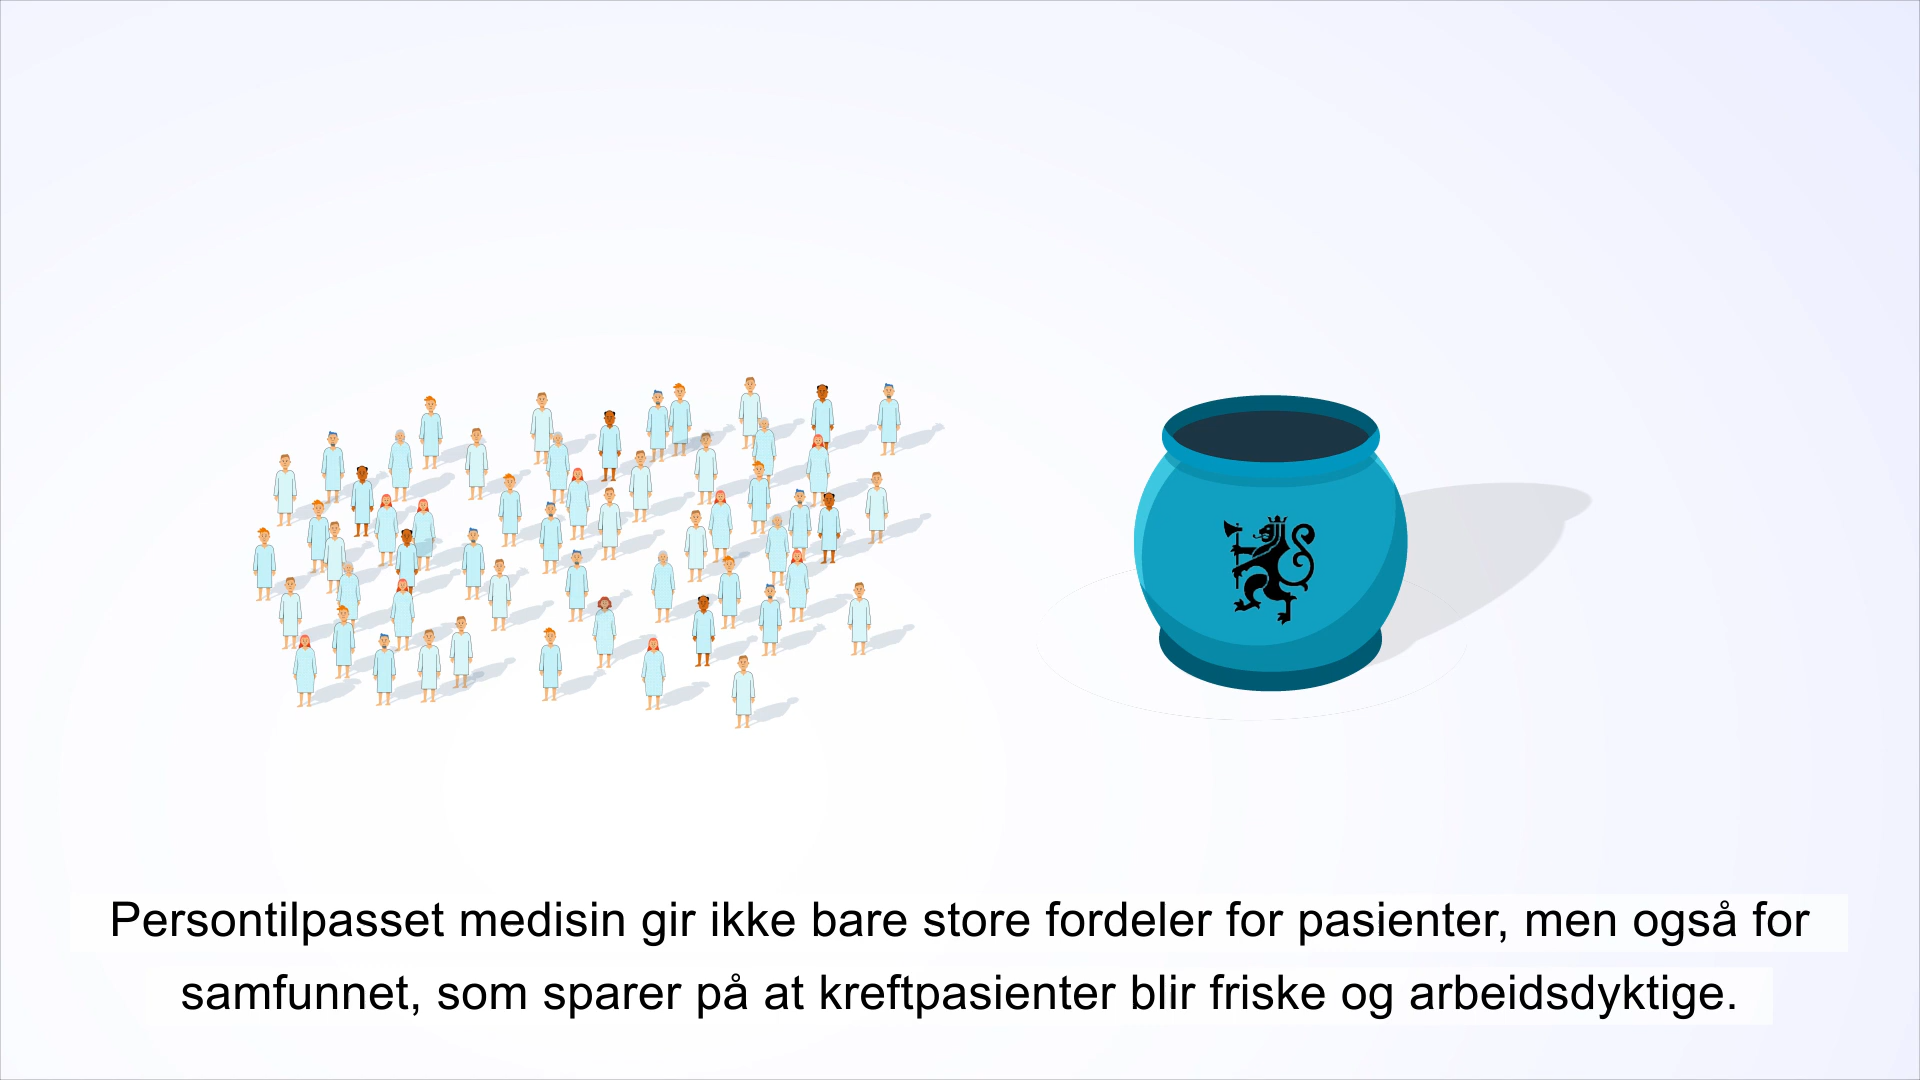 Persontilpasset medisin gir ikke bare store fordeler for pasienter, men også for
samfunnet, som sparer på at kreftpasienter blir friske og arbeidsdyktige.